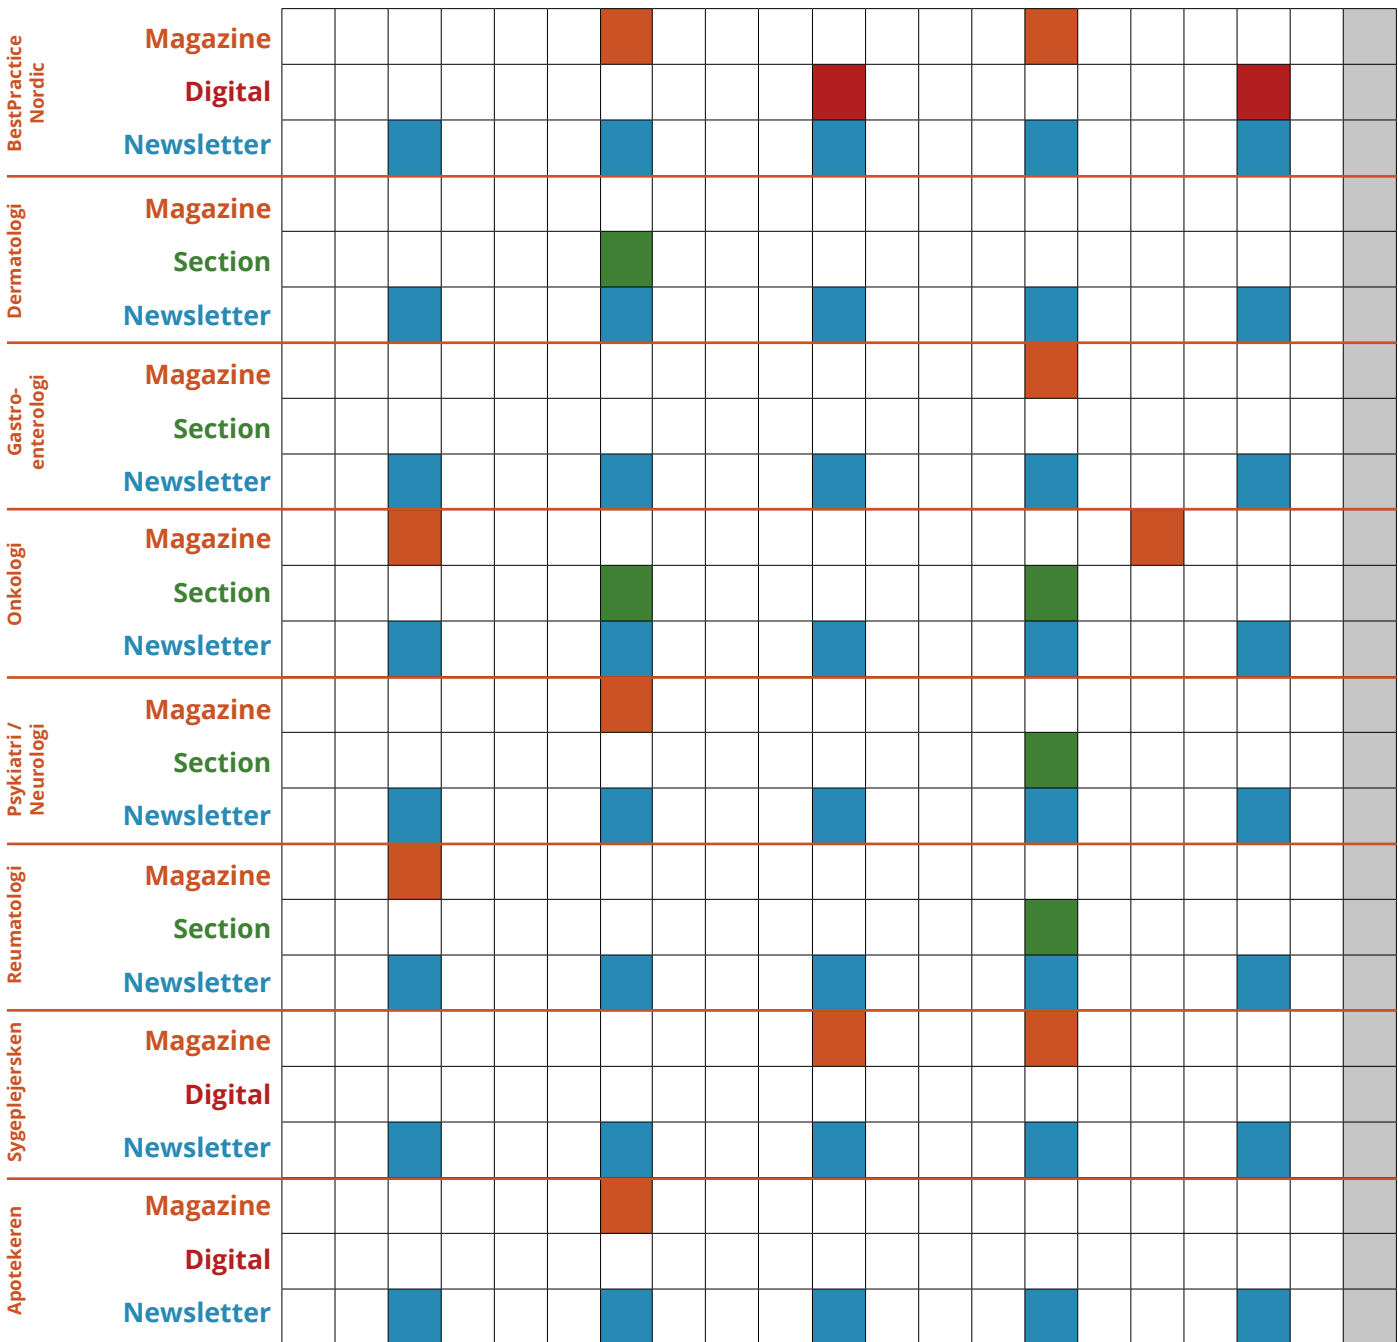 BestPractice
Nordic
Magazine
Digital
Newsletter
Dermatologi
Magazine
Section
Newsletter
Gastro-
enterologi
Magazine
Section
Newsletter
Onkologi
Magazine
Section
Newsletter
Psykiatri /
Neurologi
Magazine
Section
Newsletter
Reumatologi
Magazine
Section
Newsletter
Sygeplejersken
Magazine
Digital
Newsletter
Apotekeren
Magazine
Digital
Newsletter